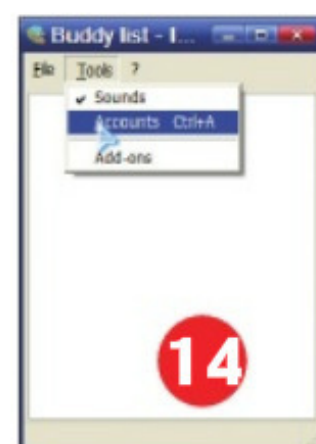 Buddy list - I...
File Tools ?
✔ Sounds
Accounts Ctrl+A
Add-ons
14